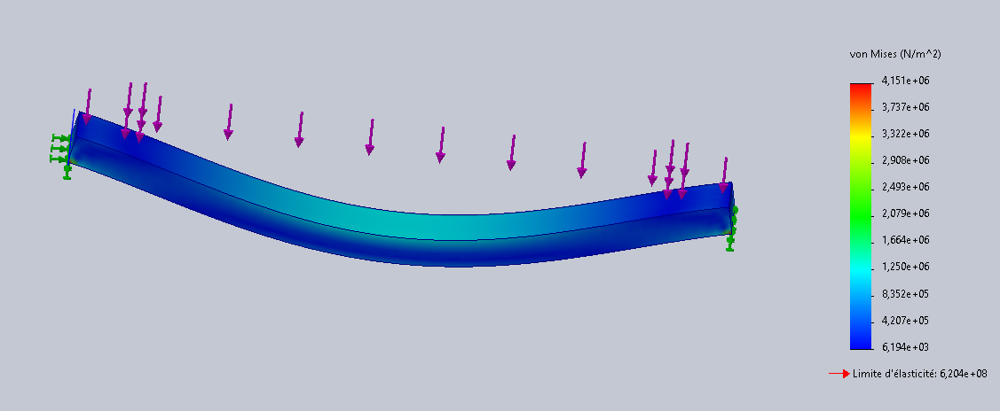 von Mises (N/m^2)
4,151e+06
3,737e+06
3,322e+06
2,908e+06
2,493e+06
2,079e+06
1,664e+06
1,250e+06
8,352e+05
4,207e+05
6,194e+03
Limite d'élasticité: 6,204e+08